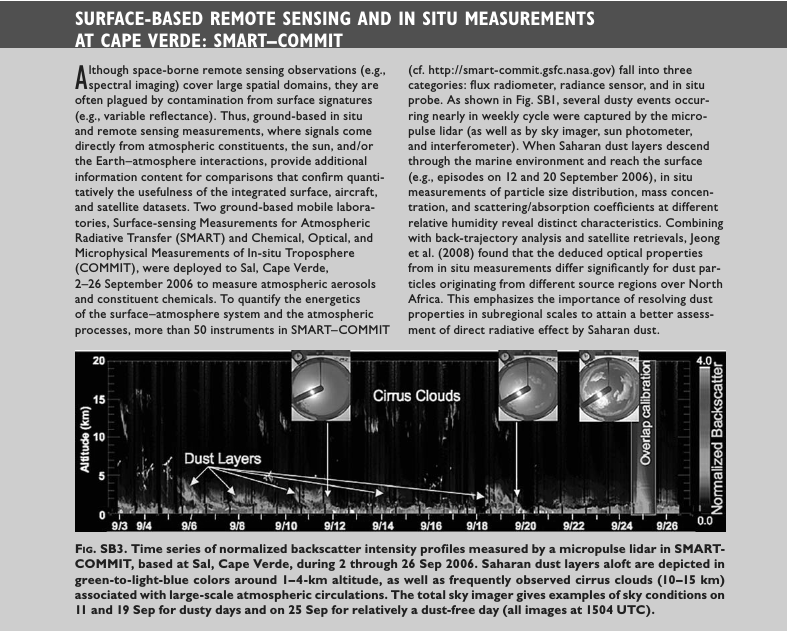 SURFACE-BASED REMOTE SENSING AND IN SITU MEASUREMENTS
AT CAPE VERDE: SMART–COMMIT
Although space-borne remote sensing observations (e.g.,
spectral imaging) cover large spatial domains, they are
often plagued by contamination from surface signatures
(e.g., variable reflectance). Thus, ground-based in situ
and remote sensing measurements, where signals come
directly from atmospheric constituents, the sun, and/or
the Earth–atmosphere interactions, provide additional
information content for comparisons that confirm quanti-
tatively the usefulness of the integrated surface, aircraft,
and satellite datasets. Two ground-based mobile labora-
tories, Surface-sensing Measurements for Atmospheric
Radiative Transfer (SMART) and Chemical, Optical, and
Microphysical Measurements of In-situ Troposphere
(COMMIT), were deployed to Sal, Cape Verde,
2–26 September 2006 to measure atmospheric aerosols
and constituent chemicals. To quantify the energetics
of the surface–atmosphere system and the atmospheric
processes, more than 50 instruments in SMART–COMMIT
(cf. http://smart-commit.gsfc.nasa.gov) fall into three
categories: flux radiometer, radiance sensor, and in situ
probe. As shown in Fig. SB1, several dusty events occur-
ring nearly in weekly cycle were captured by the micro-
pulse lidar (as well as by sky imager, sun photometer,
and interferometer). When Saharan dust layers descend
through the marine environment and reach the surface
(e.g., episodes on 12 and 20 September 2006), in situ
measurements of particle size distribution, mass concen-
tration, and scattering/absorption coefficients at different
relative humidity reveal distinct characteristics. Combining
with back-trajectory analysis and satellite retrievals, Jeong
et al. (2008) found that the deduced optical properties
from in situ measurements differ significantly for dust par-
ticles originating from different source regions over North
Africa. This emphasizes the importance of resolving dust
properties in subregional scales to attain a better assess-
ment of direct radiative effect by Saharan dust.
20
15
10
5
0
Altitude (km)
Dust Layers
Cirrus Clouds
Overlap calibration
4.0
0.0
Normalized Backscatter
9/3 9/4 9/6 9/8 9/10 9/12 9/14 9/16 9/18 9/20 9/22 9/24 9/26
FIG. SB3. Time series of normalized backscatter intensity profiles measured by a micropulse lidar in SMART-
COMMIT, based at Sal, Cape Verde, during 2 through 26 Sep 2006. Saharan dust layers aloft are depicted in
green-to-light-blue colors around 1–4-km altitude, as well as frequently observed cirrus clouds (10–15 km)
associated with large-scale atmospheric circulations. The total sky imager gives examples of sky conditions on
11 and 19 Sep for dusty days and on 25 Sep for relatively a dust-free day (all images at 1504 UTC).